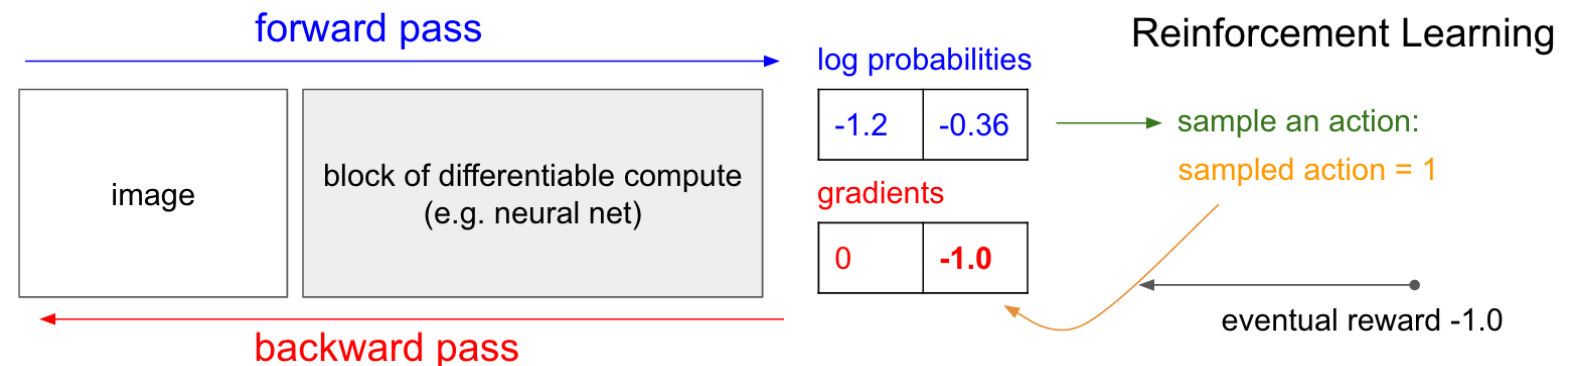 forward pass
Reinforcement Learning
log probabilities
-1.2 -0.36
sample an action:
sampled action = 1
image
block of differentiable compute
(e.g. neural net)
gradients
0 -1.0
eventual reward -1.0
backward pass